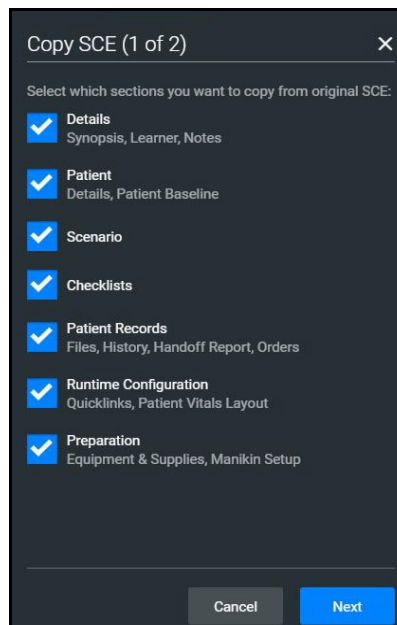 Copy SCE (1 of 2)
Select which sections you want to copy from original SCE:
Details
Synopsis, Learner, Notes
Patient
Details, Patient Baseline
Scenario
Checklists
Patient Records
Files, History, Handoff Report, Orders
Runtime Configuration
Quicklinks, Patient Vitals Layout
Preparation
Equipment & Supplies, Manikin Setup
Cancel Next